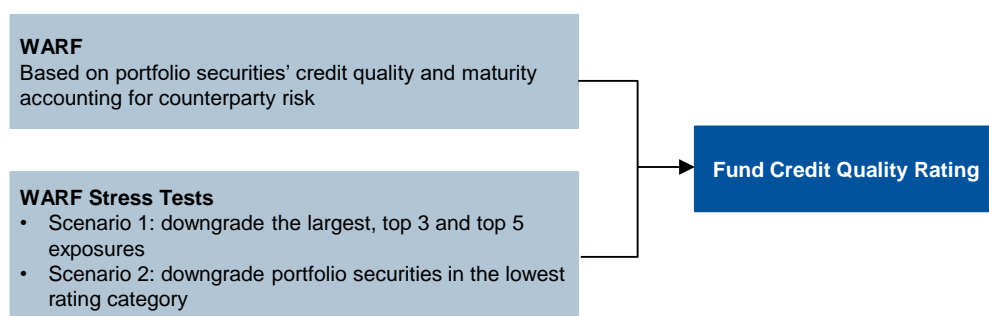 WARF
Based on portfolio securities’ credit quality and maturity
accounting for counterparty risk
Fund Credit Quality Rating
WARF Stress Tests
• Scenario 1: downgrade the largest, top 3 and top 5
exposures
• Scenario 2: downgrade portfolio securities in the lowest
rating category